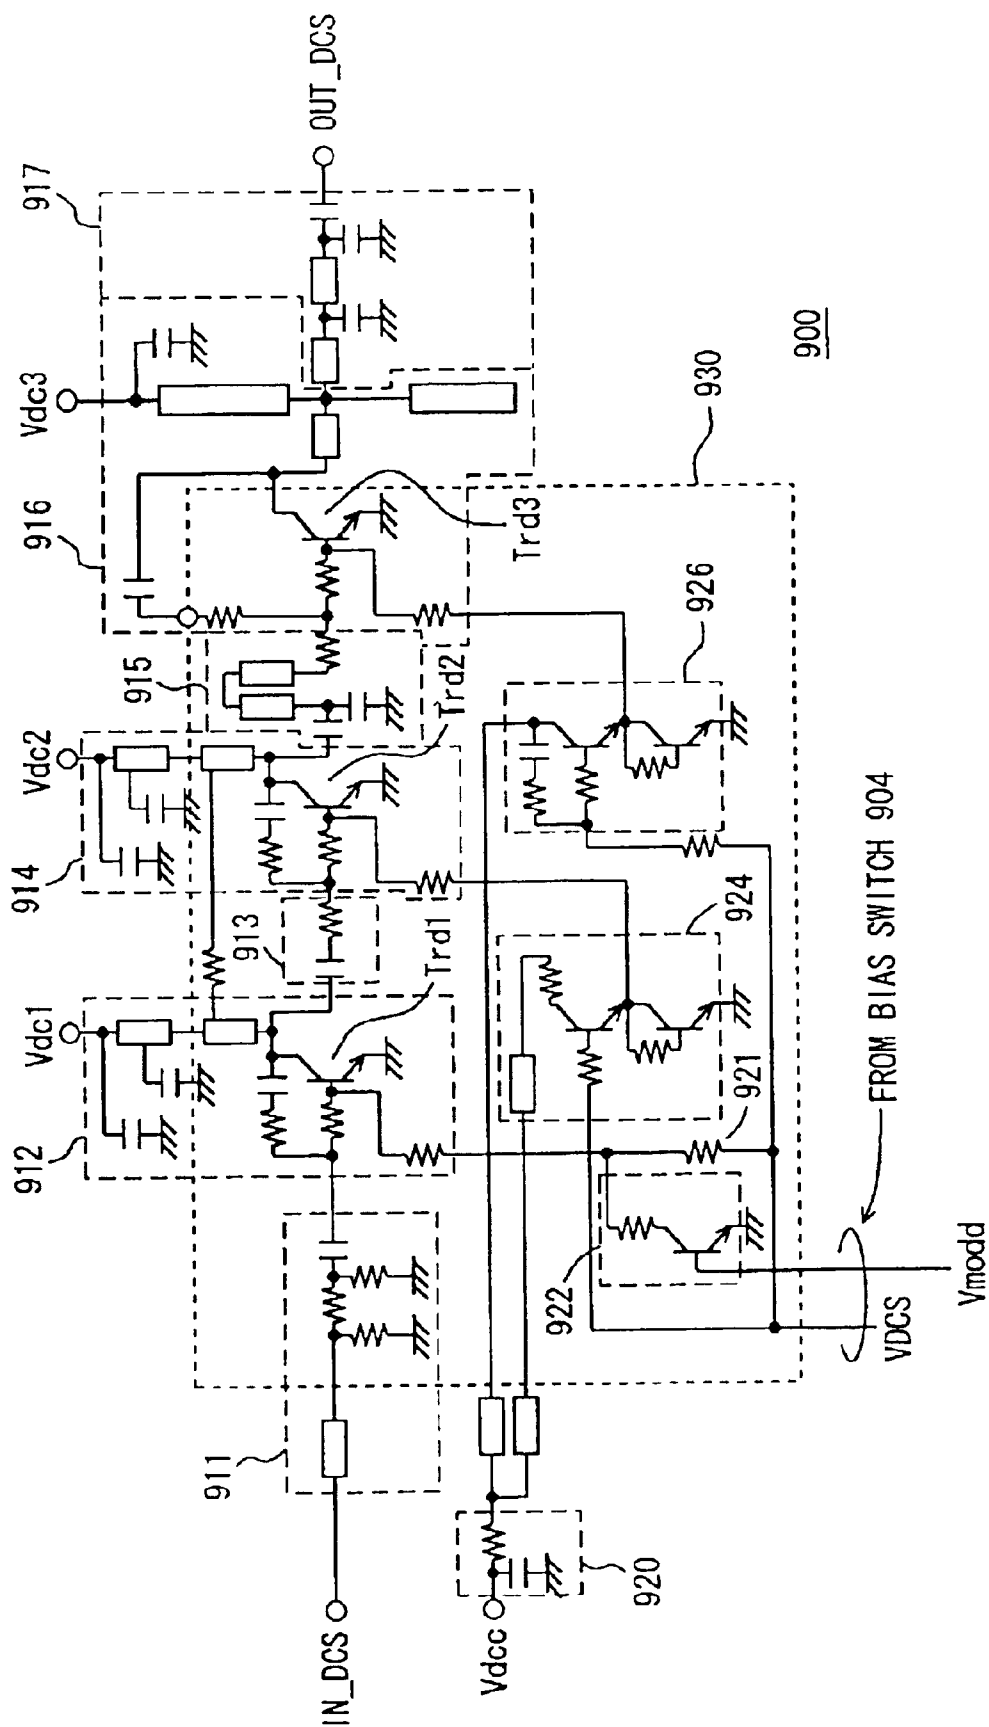 OUT_DCS
917
Vdc3
916
Trd3
930
900
915
Trd2
926
Vdc2
914
913
Trd1
924
Vdc1
912
921
FROM BIAS SWITCH 904
922
Vmodd
VDCS
911
920
IN_DCS
Vdcc